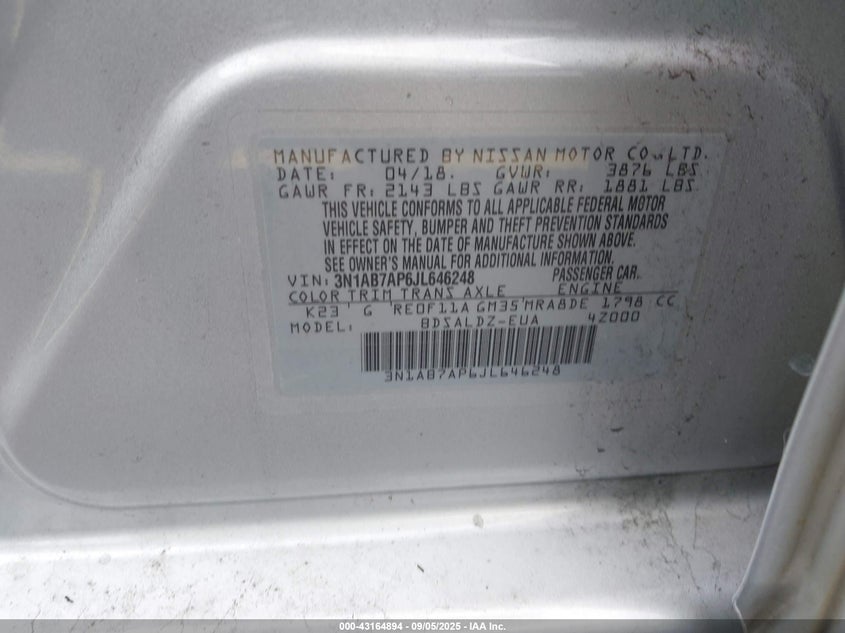 MANUFACTURED BY NISSAN MOTOR CO., LTD.
DATE: 04/18. GVWR: 3876 LBS
GAWR FR: 2143 LBS GAWR RR: 1881 LBS
THIS VEHICLE CONFORMS TO ALL APPLICABLE FEDERAL MOTOR
VEHICLE SAFETY, BUMPER AND THEFT PREVENTION STANDARDS
IN EFFECT ON THE DATE OF MANUFACTURE SHOWN ABOVE.
SEE OWNER'S MANUAL FOR ADDITIONAL INFORMATION.
VIN: 3N1AB7AP6JL646248 PASSENGER CAR.
COLOR TRIM TRANS AXLE ENGINE
K23 G RE0F11A GM35 MRA8DE 1798 CC
MODEL: BDSALDZ-EUA 4Z000
3N1AB7AP6JL646248
000-43164894 - 09/05/2025 - IAA Inc.